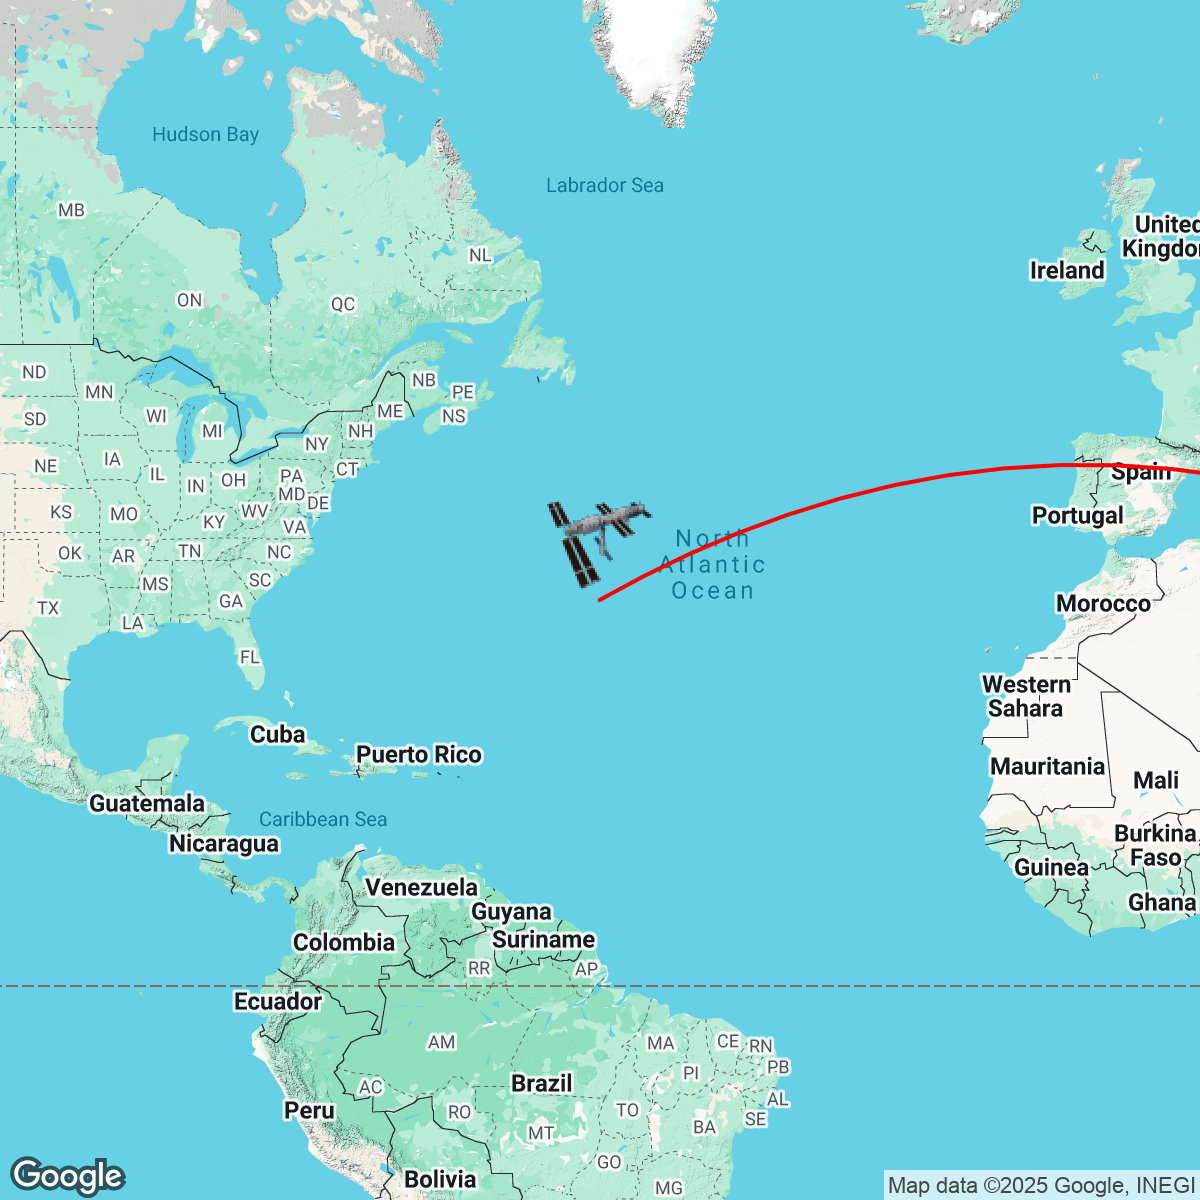 Hudson Bay
Labrador Sea
MB
United
Kingdo
NL
Ireland
ON
QC
ND
NB
MN
PE
ME
NS
SD
WI
MI
NH
NY
IA
NE
CT
IL
Spain
OH
PA
IN
MD
DE
KS
MO
WV
Portugal
KY
VA
North
Atlantic
Ocean
OK
AR
TN
NC
MS
SC
GA
TX
Morocco
LA
FL
Western
Sahara
Cuba
Puerto Rico
Mauritania
Mali
Guatemala
Caribbean Sea
Burkina
Faso
Nicaragua
Guinea
Venezuela
Ghana
Guyana
Suriname
Colombia
RR
AP
Ecuador
AM
MA
CE
RN
PI
PB
AC
Brazil
AL
Peru
RO
TO
SE
BA
MT
GO
Bolivia
MG
Google
Map data ©2025 Google, INEGI